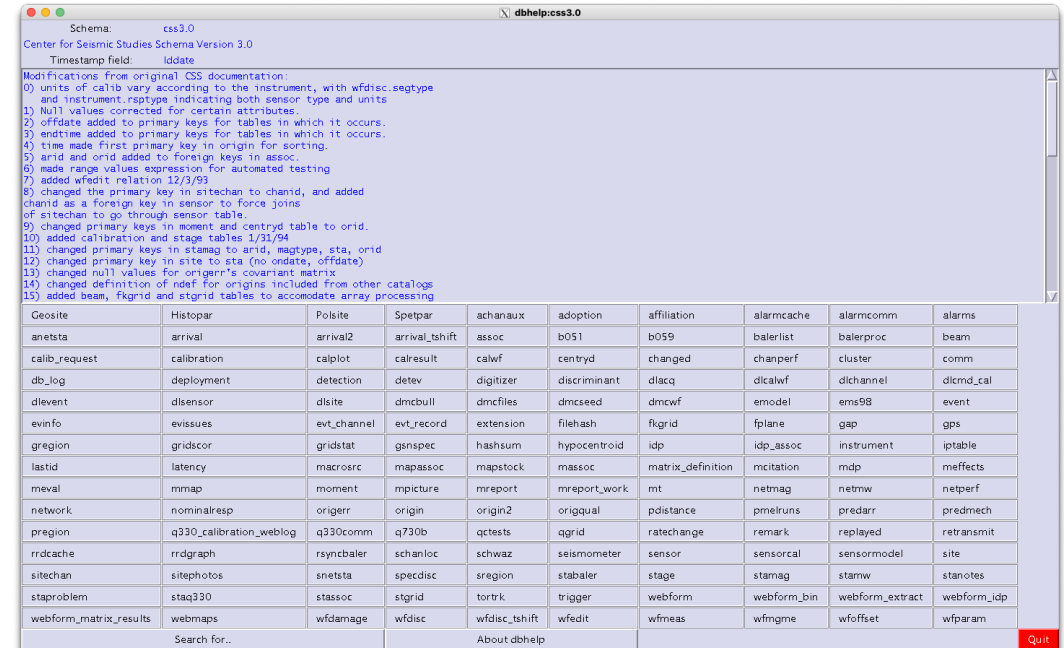 dbhelp:css3.0
Schema: css3.0
Center for Seismic Studies Schema Version 3.0
Timestamp field: lddate
Modifications from original CSS documentation:
0) units of calib vary according to the instrument, with wfdisc.segtype
and instrument.rsptype indicating both sensor type and units
1) Null values corrected for certain attributes.
2) offdate added to primary keys for tables in which it occurs.
3) endtime added to primary keys for tables in which it occurs.
4) time made first primary key in origin for sorting.
5) arid and orid added to foreign keys in assoc.
6) made range values expression for automated testing
7) added wfedit relation 12/3/93
8) changed the primary key in sitechan to chanid, and added
chanid as a foreign key in sensor to force joins
of sitechan to go through sensor table.
9) changed primary keys in moment and centryd table to orid.
10) added calibration and stage tables 1/31/94
11) changed primary keys in stamag to arid, magtype, sta, orid
12) changed primary key in site to sta (no ondate, offdate)
13) changed null values for origerr's covariant matrix
14) changed definition of ndef for origins included from other catalogs
15) added beam, fkgrid and stgrid tables to accomodate array processing
Geosite Histopar Polsite Spetpar achanaux adoption affiliation alarmcache alarmcomm alarms
anetsta arrival arrival2 arrival_tshift assoc b051 b059 balerlist balerproc beam
calib_request calibration calplot calresult calwf centryd changed chanperf cluster comm
db_log deployment detection detev digitizer discriminant dlacq dlcalwf dlchannel dlcmd_cal
dlevent dlsensor dlsite dmcbull dmcfiles dmcseed dmcwf emodel ems98 event
evinfo evissues evt_channel evt_record extension filehash fkgrid fplane gap gps
gregion gridscor gridstat gsnspec hashsum hypocentroid idp idp_assoc instrument iptable
lastid latency macrosrc mapassoc mapstock massoc matrix_definition mcitation mdp meffects
meval mmap moment mpicture mreport mreport_work mt netmag netmw netperf
network nominalresp origerr origin origin2 origqual pdistance pmelruns predarr predmech
pregion q330_calibration_weblog q330comm q730b qctests qgrid ratechange remark replayed retransmit
rrdcache rrdgraph rsyncbaler schanloc schwaz seismometer sensor sensorcal sensormodel site
sitechan sitephotos snetsta specdisc sregion stabaler stage stamag stamw stanotes
staproblem staq330 stassoc stgrid tortrk trigger webform webform_bin webform_extract webform_idp
webform_matrix_results webmaps wfdamage wfdisc wfdisc_tshift wfedit wfmeas wfmgme wfoffset wfparam
Search for.. About dbhelp Quit